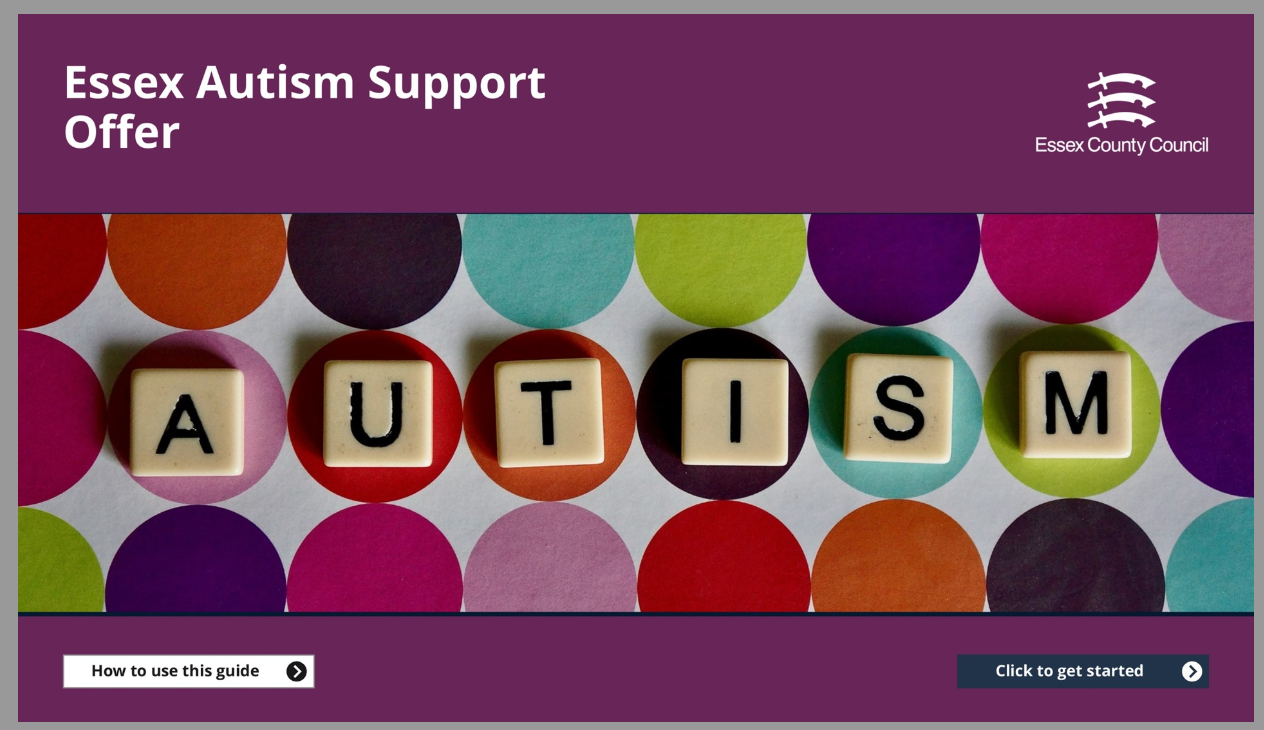 Essex Autism Support
Offer
Essex County Council
A U T I S M
How to use this guide
Click to get started